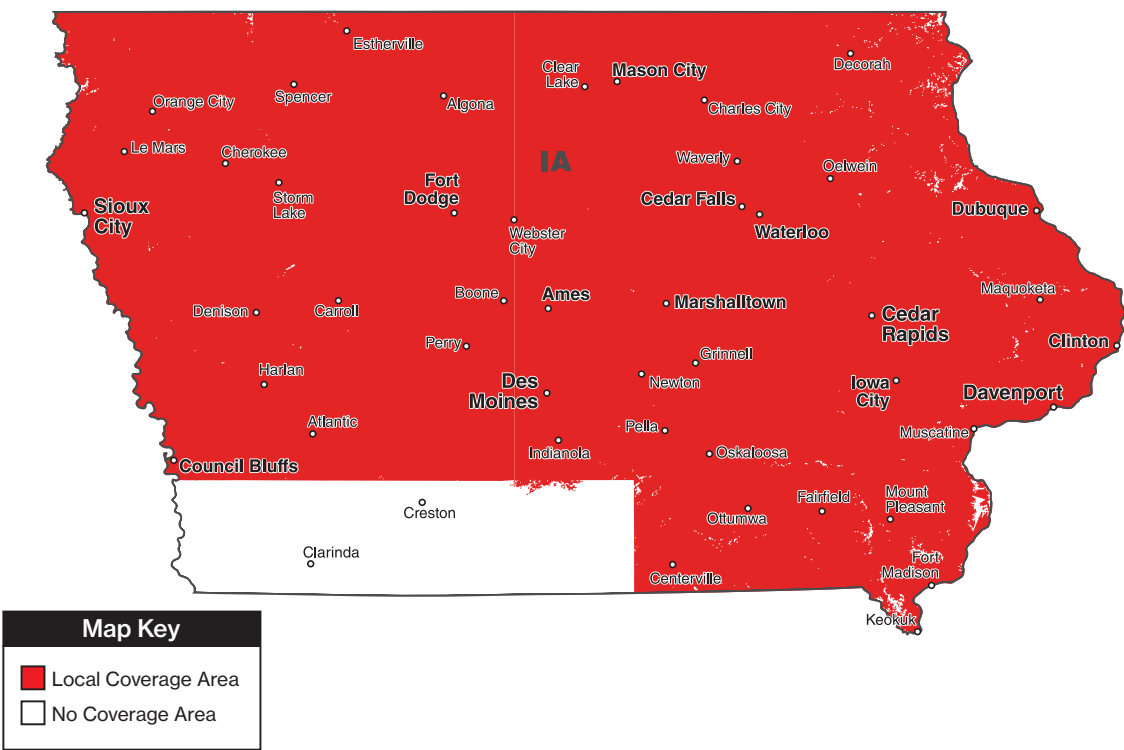 Estherville
Decorah
Clear
Lake
Mason City
Spencer
Orange City
Algona
Charles City
Le Mars
Cherokee
IA
Waverly
Oelwein
Storm
Lake
Fort
Dodge
Cedar Falls
Sioux
City
Dubuque
Webster
City
Waterloo
Maquoketa
Boone
Ames
Marshalltown
Denison
Carroll
Cedar
Rapids
Perry
Clinton
Grinnell
Harlan
Newton
Des
Moines
Iowa
City
Davenport
Atlantic
Pella
Muscatine
Indianola
Oskaloosa
Council Bluffs
Creston
Fairfield
Mount
Pleasant
Ottumwa
Clarinda
Centerville
Fort
Madison
Keokuk
Map Key
Local Coverage Area
No Coverage Area